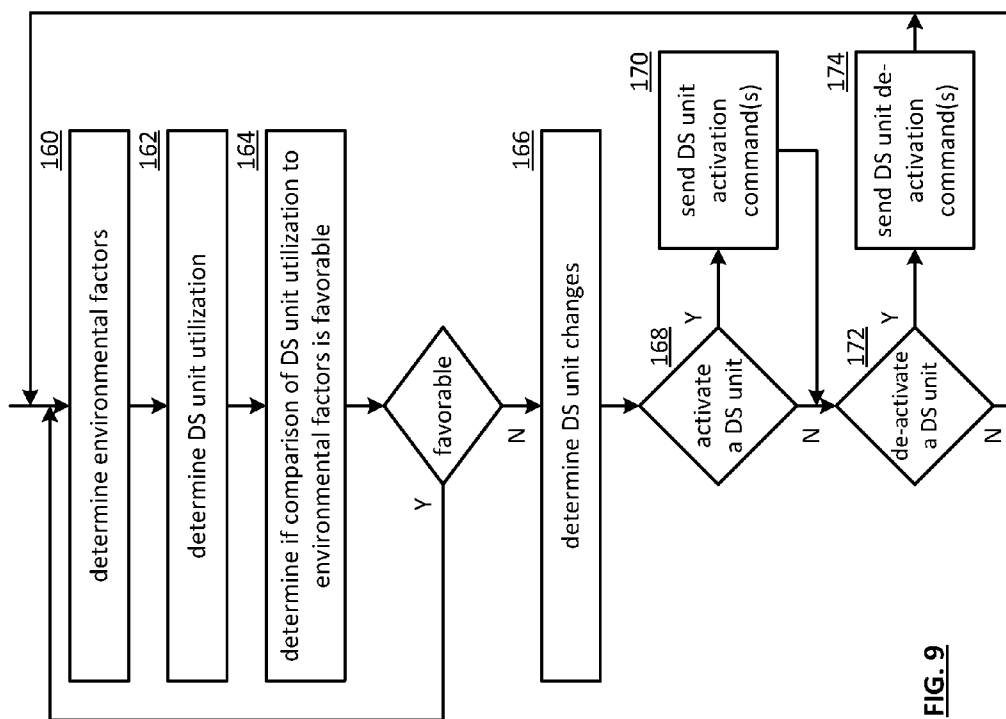 160
determine environmental factors
162
determine DS unit utilization
164
determine if comparison of DS unit utilization to
environmental factors is favorable
favorable
Y
N
166
determine DS unit changes
168
activate
a DS unit
Y
N
170
send DS unit
activation
command(s)
172
de-activate
a DS unit
Y
N
174
send DS unit de-
activation
command(s)
FIG. 9